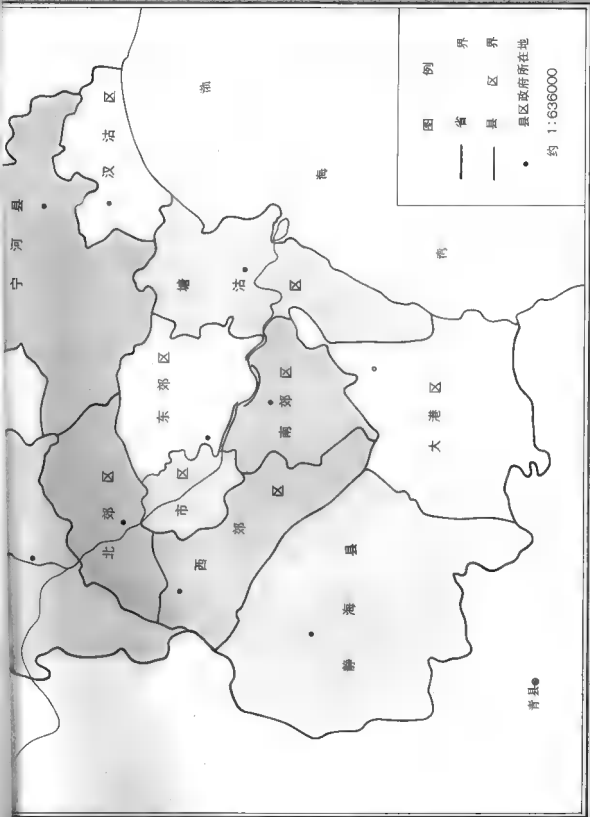 宁河县
汉沽区
渤
海
湾
塘沽
区
东郊区
北郊区
市区
南郊区
西郊区
大港区
静海县
青县
图例
省界
县区界
县区政府所在地
约 1:636000